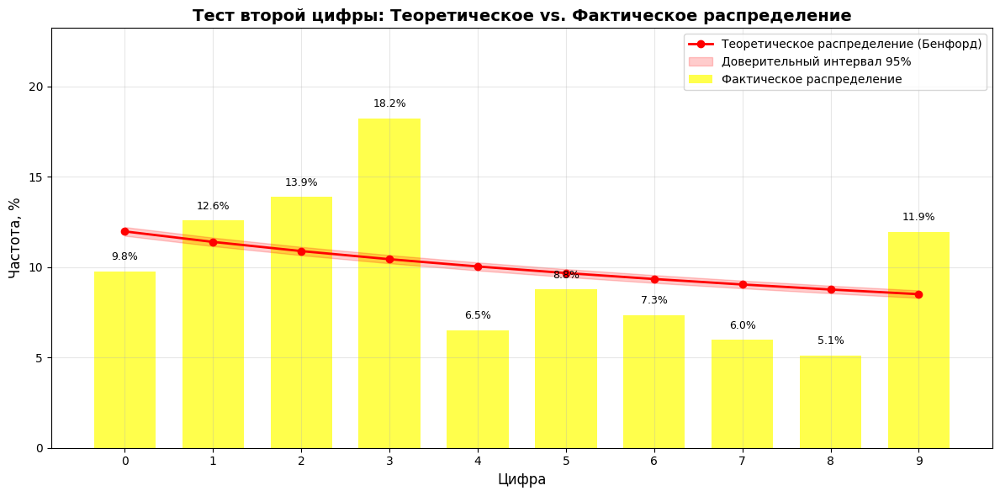 Тест второй цифры: Теоретическое vs. Фактическое распределение
Теоретическое распределение (Бенфорд)
Доверительный интервал 95%
Фактическое распределение
Частота, %
20
15
10
5
0
9.8%
12.6%
13.9%
18.2%
6.5%
8.8%
7.3%
6.0%
5.1%
11.9%
0 1 2 3 4 5 6 7 8 9
Цифра